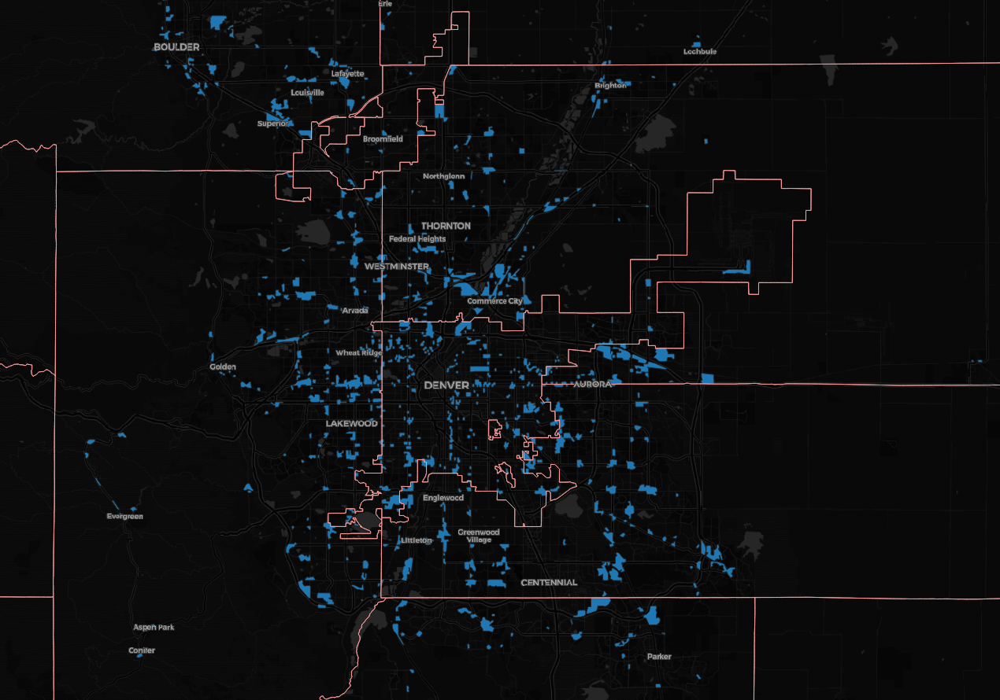 Erie
BOULDER
Lochbuie
Lafayette
Brighton
Louisville
Superior
Broomfield
Northglenn
THORNTON
Federal Heights
WESTMINSTER
Commerce City
Arvada
Wheat Ridge
Golden
DENVER
AURORA
LAKEWOOD
Englewood
Evergreen
Greenwood
Village
Littleton
CENTENNIAL
Aspen Park
Conifer
Parker